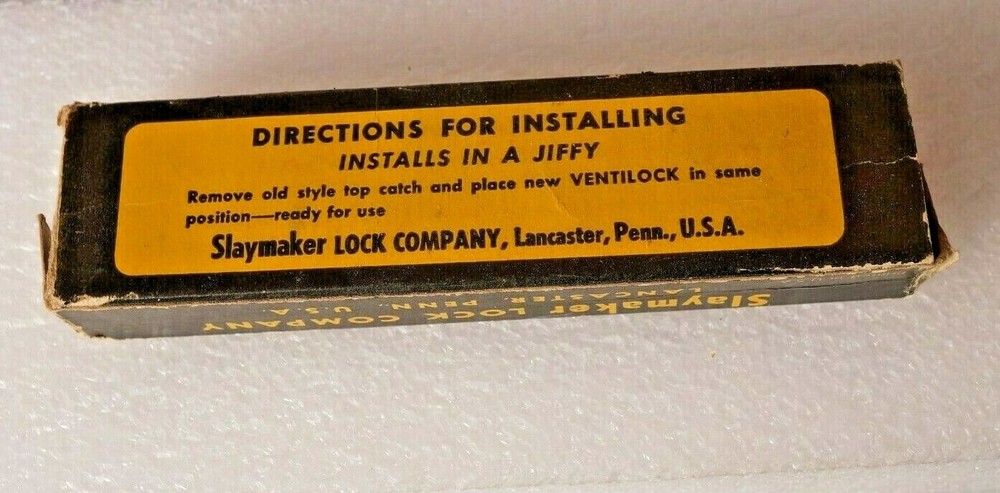 DIRECTIONS FOR INSTALLING
INSTALLS IN A JIFFY
Remove old style top catch and place new VENTILOCK in same
position—ready for use
Slaymaker LOCK COMPANY, Lancaster, Penn., U.S.A.
Slaymaker LOCK COMPANY
LANCASTER, PENN. U.S.A.